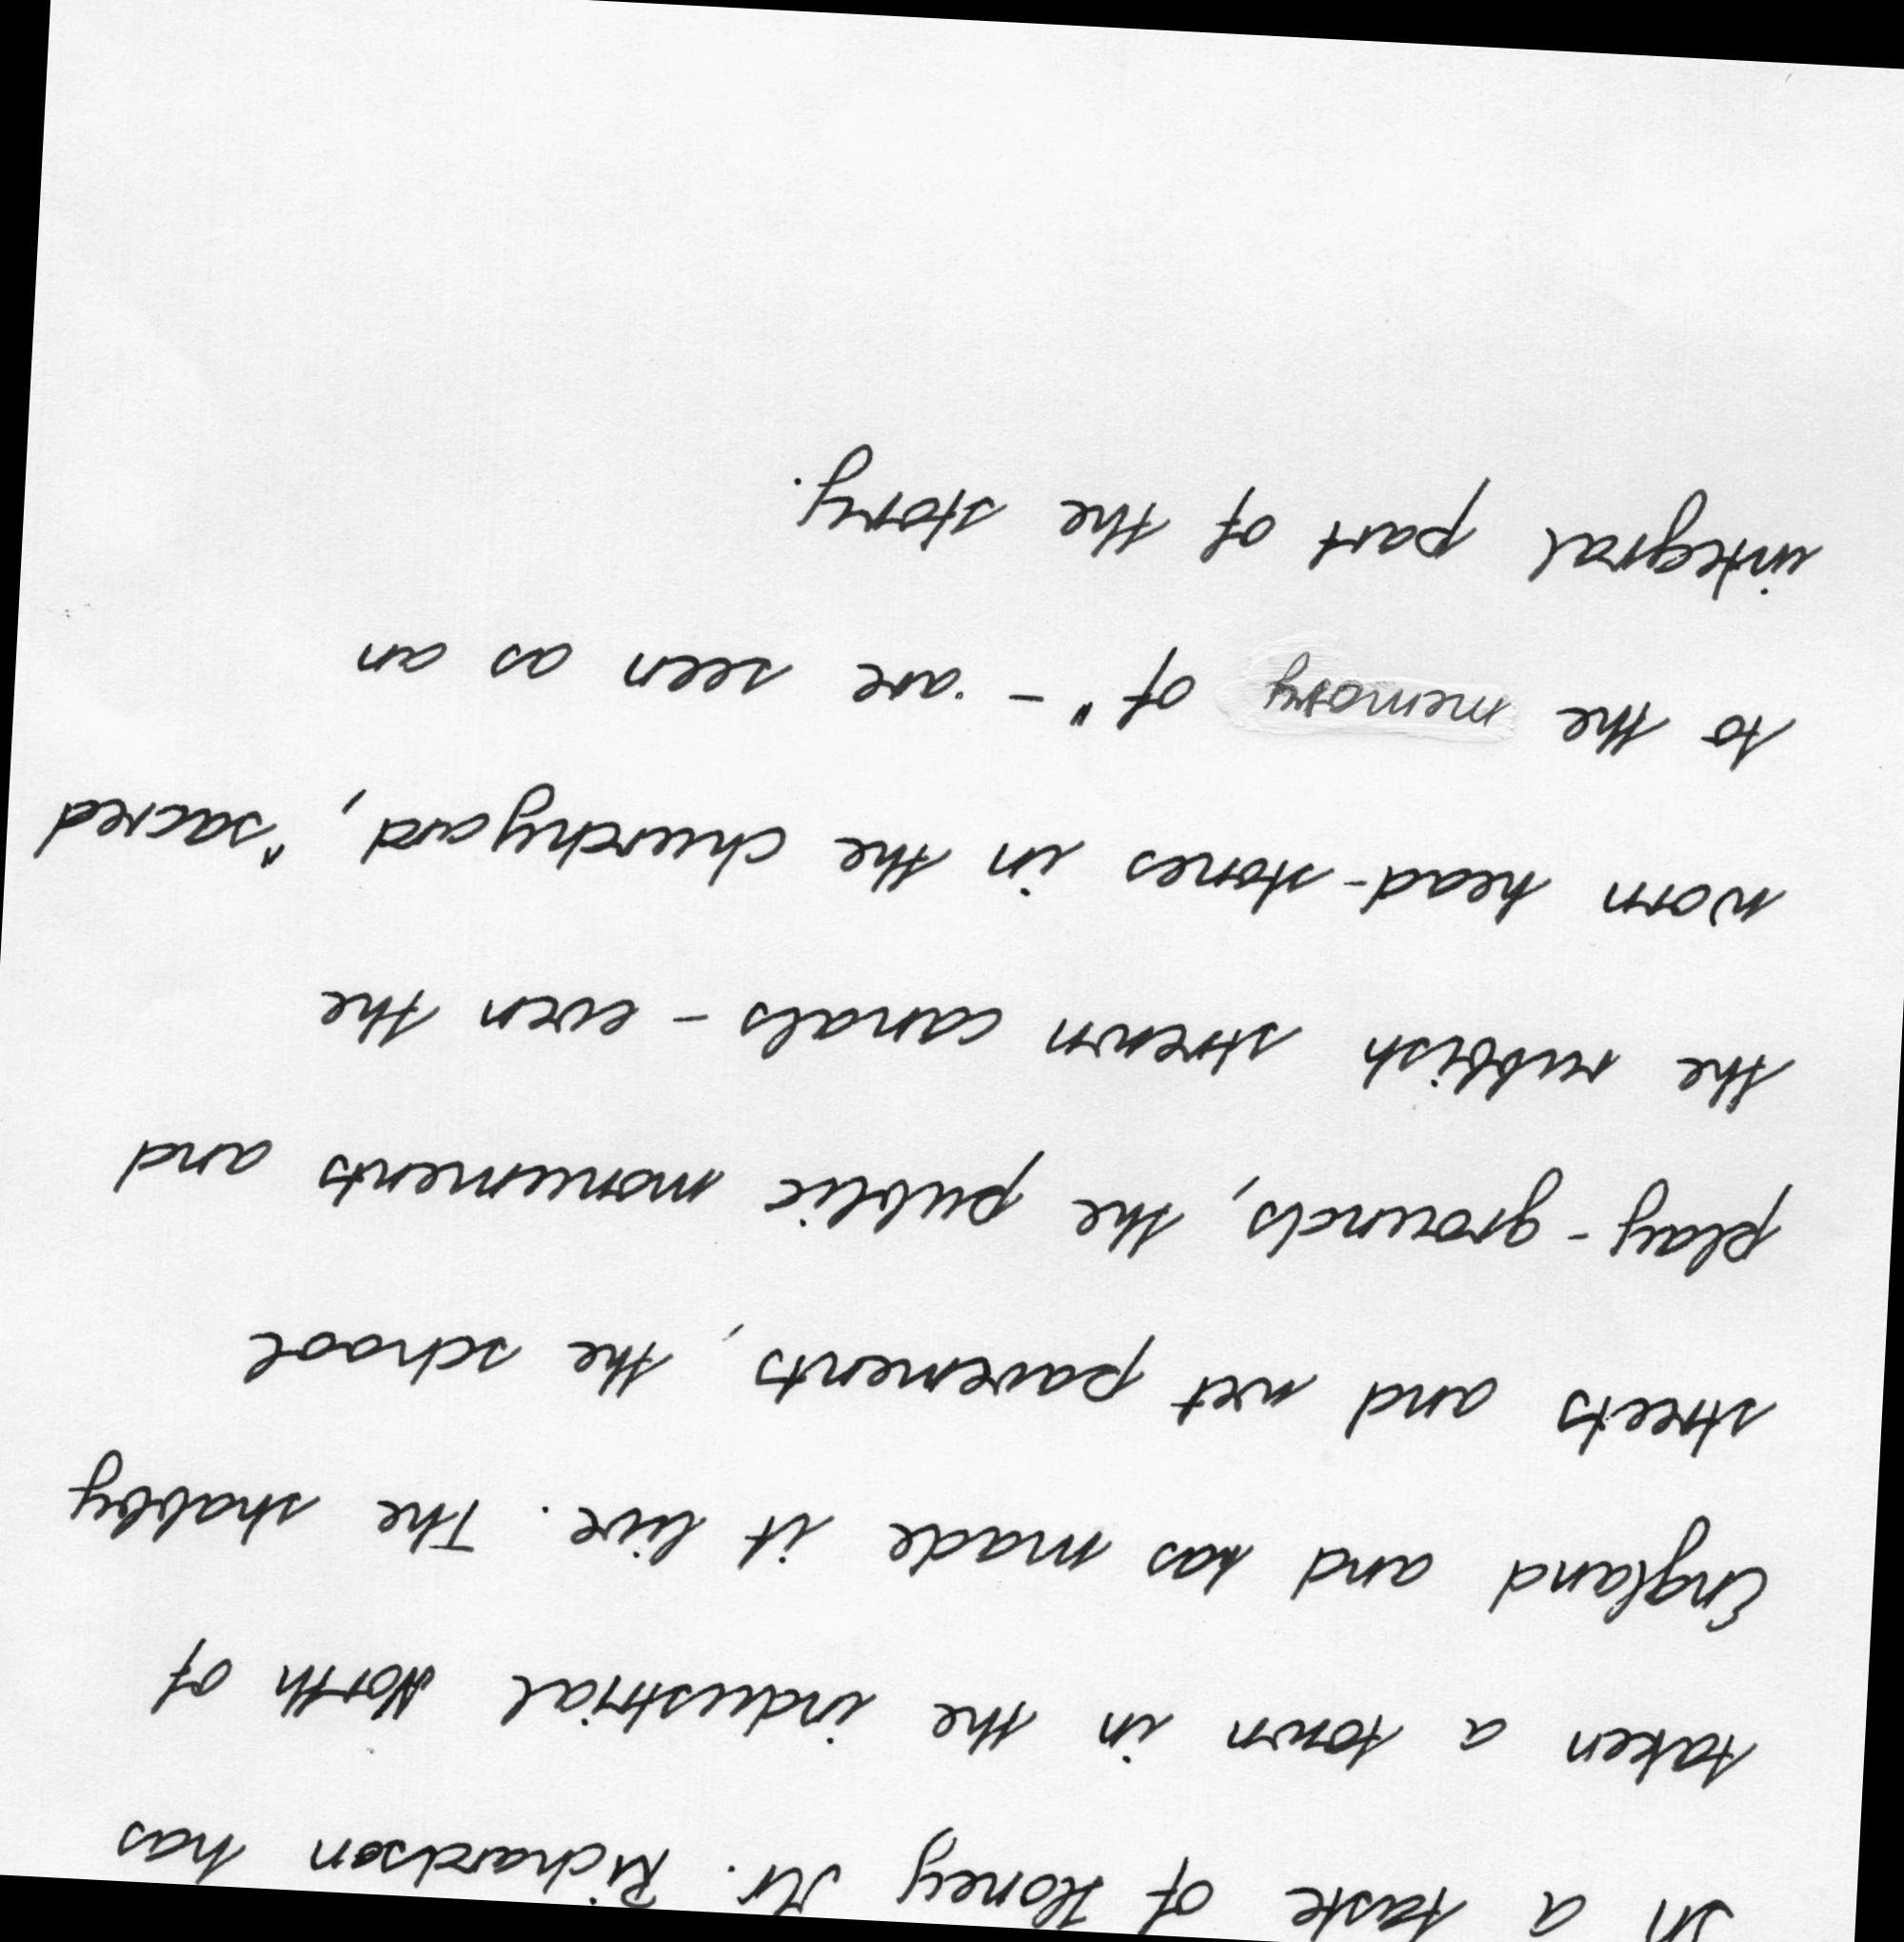 In a taste of Honey Mr. Richardson has
taken a town in the industrial North of
England and has made it live. The shabby
streets and wet pavements, the school
play-grounds, the public monuments and
the rubbish strewn canals - even the
worn head-stones in the churchyard, "sacred
to the memory of" - are seen as an
integral part of the story.